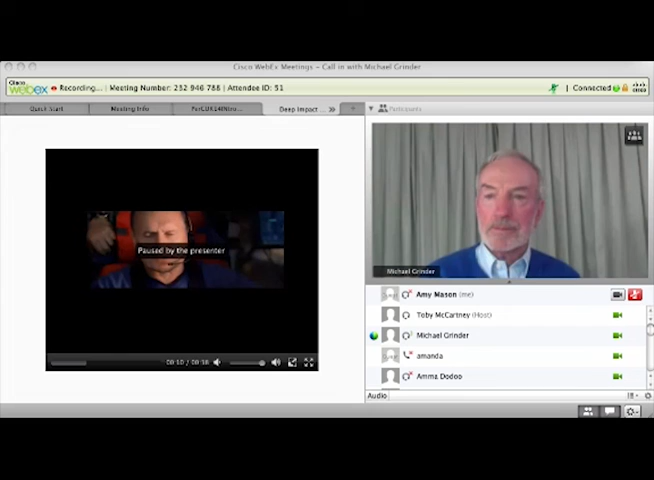 Cisco WebEx Meetings - Call in with Michael Grinder
Cisco
webex
Recording... | Meeting Number: 232 946 788 | Attendee ID: 51
| Connected
Quick Start
Meeting Info
Deep Impact ...
Participants
Paused by the presenter
00:10 / 00:38
Michael Grinder
Amy Mason (me)
Toby McCartney (Host)
Michael Grinder
amanda
Amma Dodoo
Audio